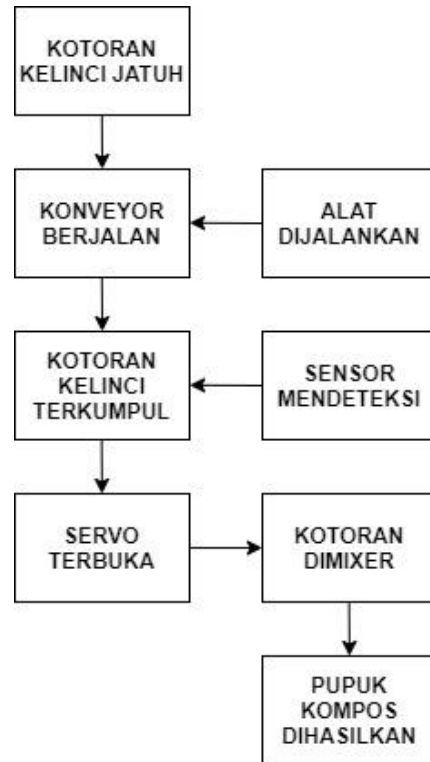 KOTORAN
KELINCI JATUH
KONVEYOR
BERJALAN
ALAT
DIJALANKAN
KOTORAN
KELINCI
TERKUMPUL
SENSOR
MENDETEKSI
SERVO
TERBUKA
KOTORAN
DIMIXER
PUPUK
KOMPOS
DIHASILKAN